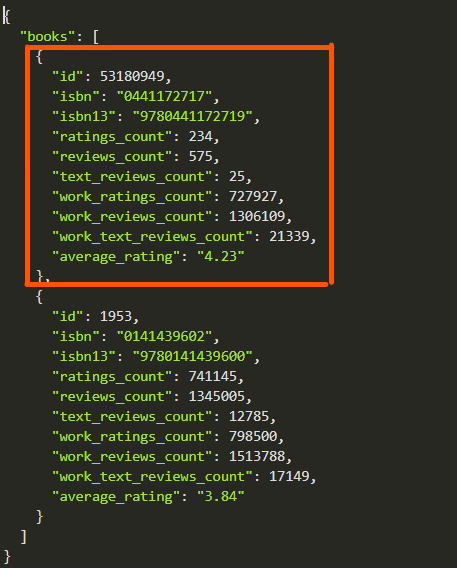 {
  "books": [
    {
      "id": 53180949,
      "isbn": "0441172717",
      "isbn13": "9780441172719",
      "ratings_count": 234,
      "reviews_count": 575,
      "text_reviews_count": 25,
      "work_ratings_count": 727927,
      "work_reviews_count": 1306109,
      "work_text_reviews_count": 21339,
      "average_rating": "4.23"
    },
    {
      "id": 1953,
      "isbn": "0141439602",
      "isbn13": "9780141439600",
      "ratings_count": 741145,
      "reviews_count": 1345005,
      "text_reviews_count": 12785,
      "work_ratings_count": 798500,
      "work_reviews_count": 1513788,
      "work_text_reviews_count": 17149,
      "average_rating": "3.84"
    }
  ]
}